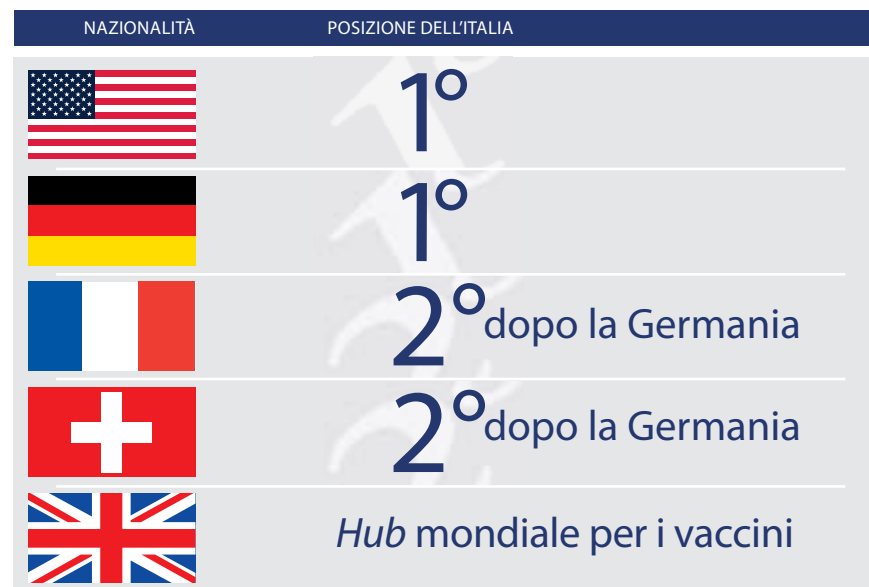 NAZIONALITÀ POSIZIONE DELL'ITALIA
1°
1°
2° dopo la Germania
2° dopo la Germania
Hub mondiale per i vaccini